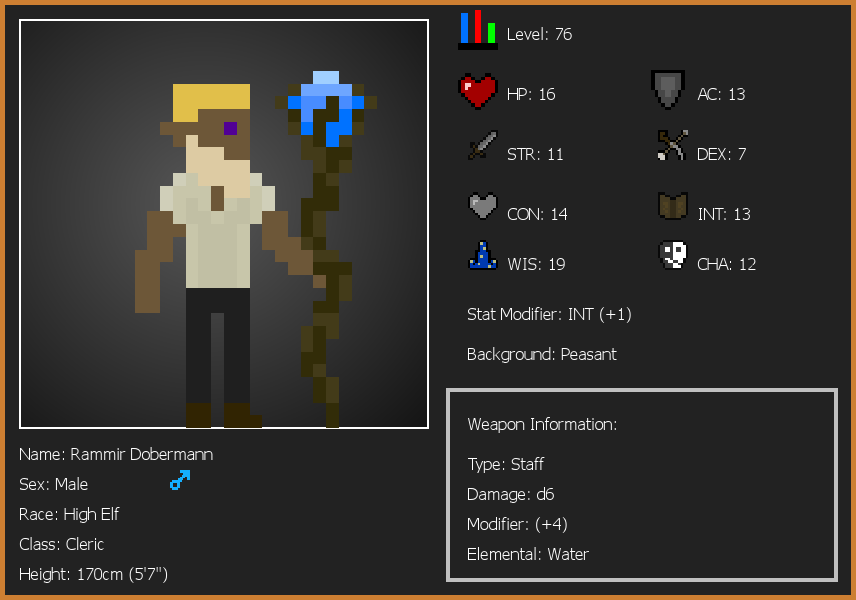 Level: 76
HP: 16
AC: 13
STR: 11
DEX: 7
CON: 14
INT: 13
WIS: 19
CHA: 12
Stat Modifier: INT (+1)
Background: Peasant
Weapon Information:
Type: Staff
Damage: d6
Modifier: (+4)
Elemental: Water
Name: Rammir Dobermann
Sex: Male
Race: High Elf
Class: Cleric
Height: 170cm (5'7")